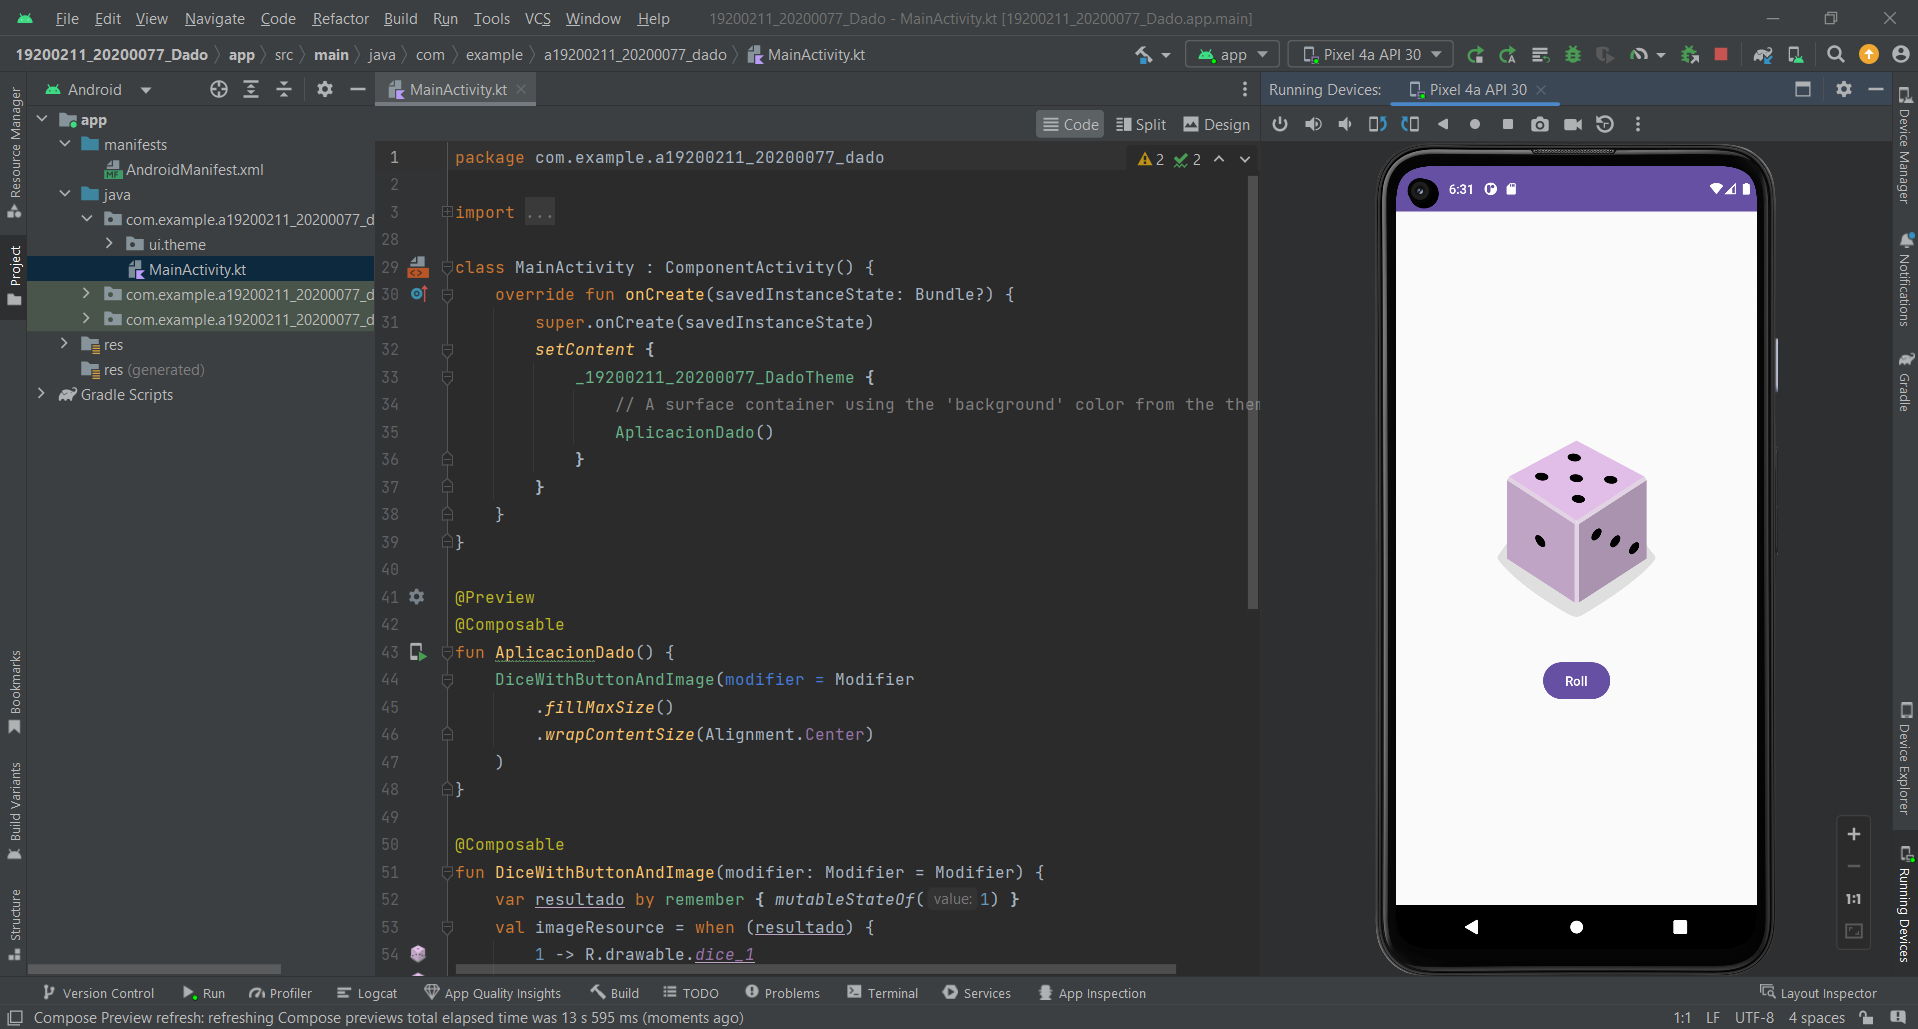 File Edit View Navigate Code Refactor Build Run Tools VCS Window Help 19200211_20200077_Dado - MainActivity.kt [19200211_20200077_Dado.app.main]
19200211_20200077_Dado app src main java com example a19200211_20200077_dado MainActivity.kt app Pixel 4a API 30
Android MainActivity.kt Running Devices: Pixel 4a API 30
Code Split Design
app
manifests
AndroidManifest.xml
java
com.example.a19200211_20200077_d
ui.theme
MainActivity.kt
com.example.a19200211_20200077_d
com.example.a19200211_20200077_d
res
res (generated)
Gradle Scripts
Resource Manager
Project
Bookmarks
Build Variants
Structure
1 package com.example.a19200211_20200077_dado 2 2
2
3 import ...
28
29 class MainActivity : ComponentActivity() {
30 override fun onCreate(savedInstanceState: Bundle?) {
31 super.onCreate(savedInstanceState)
32 setContent {
33 _19200211_20200077_DadoTheme {
34 // A surface container using the 'background' color from the them
35 AplicacionDado()
36 }
37 }
38 }
39 }
40
41 @Preview
42 @Composable
43 fun AplicacionDado() {
44 DiceWithButtonAndImage(modifier = Modifier
45 .fillMaxSize()
46 .wrapContentSize(Alignment.Center)
47 )
48 }
49
50 @Composable
51 fun DiceWithButtonAndImage(modifier: Modifier = Modifier) {
52 var resultado by remember { mutableStateOf( value: 1) }
53 val imageResource = when (resultado) {
54 1 -> R.drawable.dice_1
6:31
Roll
1:1
Device Manager
Notifications
Gradle
Device Explorer
Running Devices
Version Control Run Profiler Logcat App Quality Insights Build TODO Problems Terminal Services App Inspection Layout Inspector
Compose Preview refresh: refreshing Compose previews total elapsed time was 13 s 595 ms (moments ago) 1:1 LF UTF-8 4 spaces